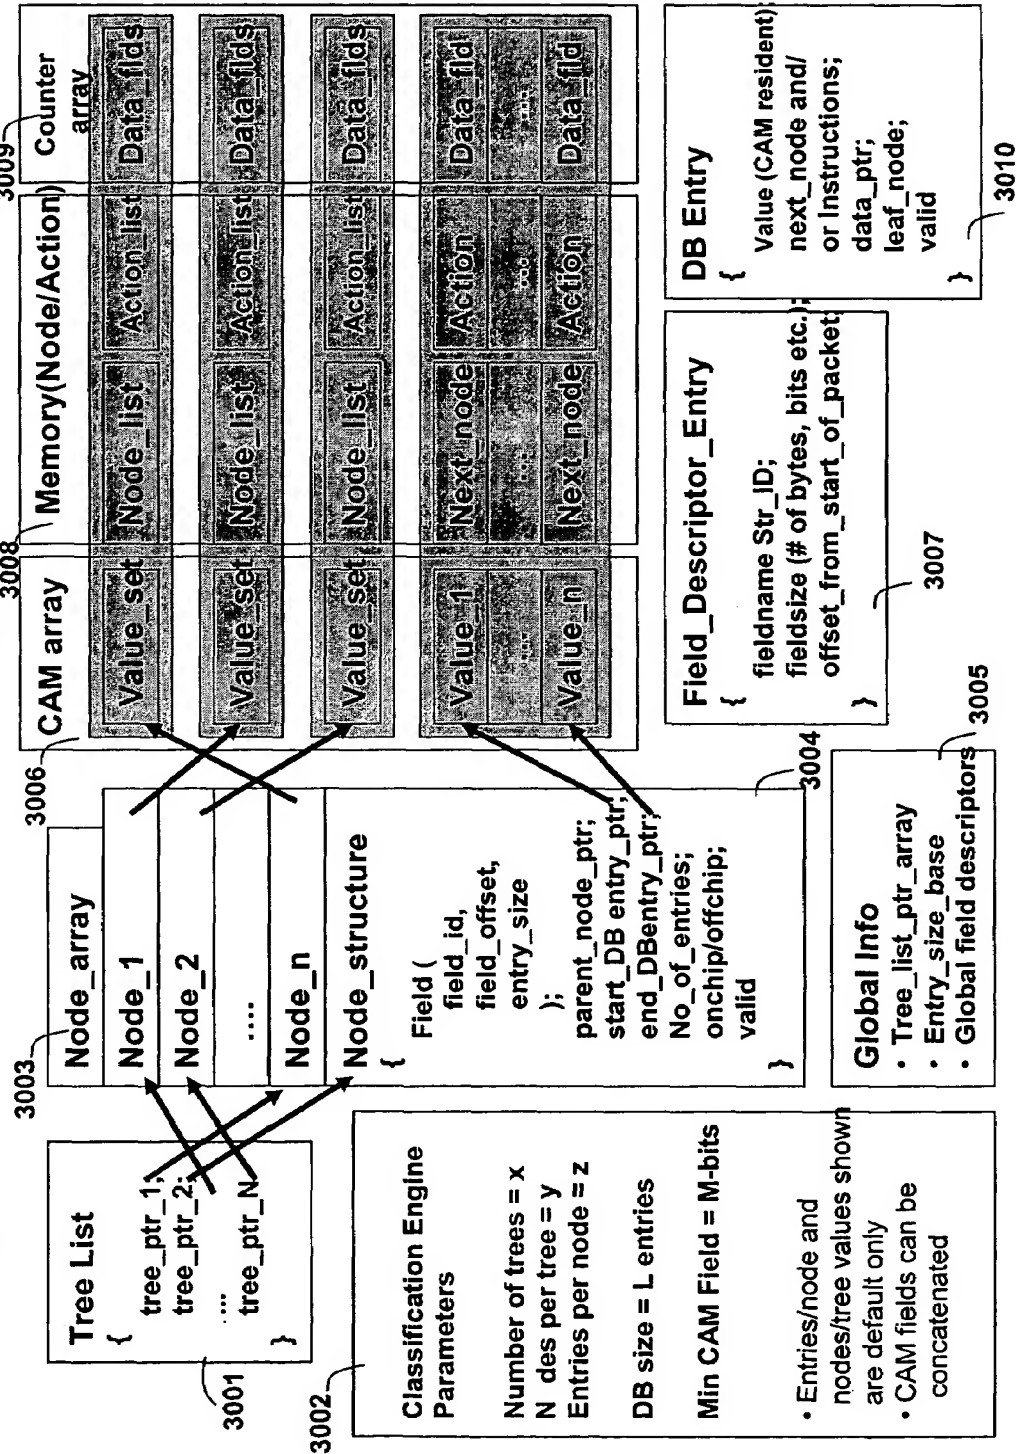 3001
Tree List
{
tree_ptr_1;
tree_ptr_2;
...
tree_ptr_N
}
3002
Classification Engine
Parameters
Number of trees = x
N des per tree = y
Entries per node = z
DB size = L entries
Min CAM Field = M-bits
• Entries/node and
nodes/tree values shown
are default only
• CAM fields can be
concatenated
3003
Node_array
Node_1
Node_2
....
Node_n
Node_structure
{
Field (
field_id,
field_offset,
entry_size
);
parent_node_ptr;
start_DB entry_ptr;
end_DBentry_ptr;
No_of_entries;
onchip/offchip;
valid
}
3004
Global Info
• Tree_list_ptr_array
• Entry_size_base
• Global field descriptors
3005
3006
CAM array
Value_set
Value_set
Value_set
Value_1
....
Value_n
3008
Memory(Node/Action)
Node_list Action_list
Node_list Action_list
Node_list Action_list
Next_node Action
.... ....
Next_node Action
3009
Counter
array
Data_flds
Data_flds
Data_flds
Data_fld
....
Data_fld
Field_Descriptor_Entry
{
fieldname Str_ID;
fieldsize (# of bytes, bits etc.);
offset_from_start_of_packet;
}
3007
DB Entry
{
Value (CAM resident);
next_node and/
or Instructions;
data_ptr;
leaf_node;
valid
}
3010